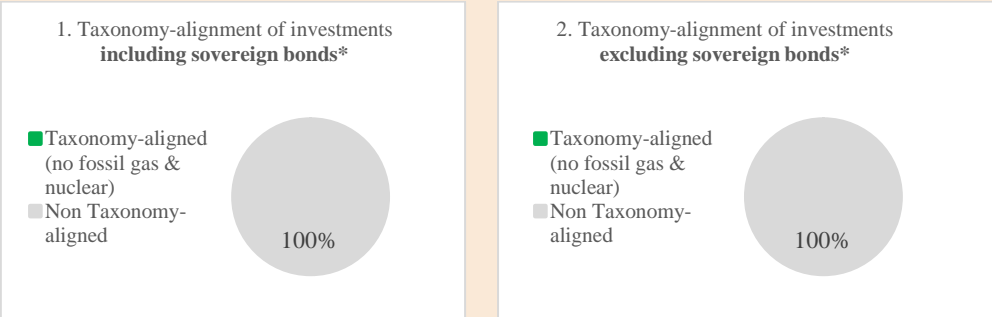 1. Taxonomy-alignment of investments
including sovereign bonds*
Taxonomy-aligned
(no fossil gas &
nuclear)
Non Taxonomy-
aligned
100%
2. Taxonomy-alignment of investments
excluding sovereign bonds*
Taxonomy-aligned
(no fossil gas &
nuclear)
Non Taxonomy-
aligned
100%